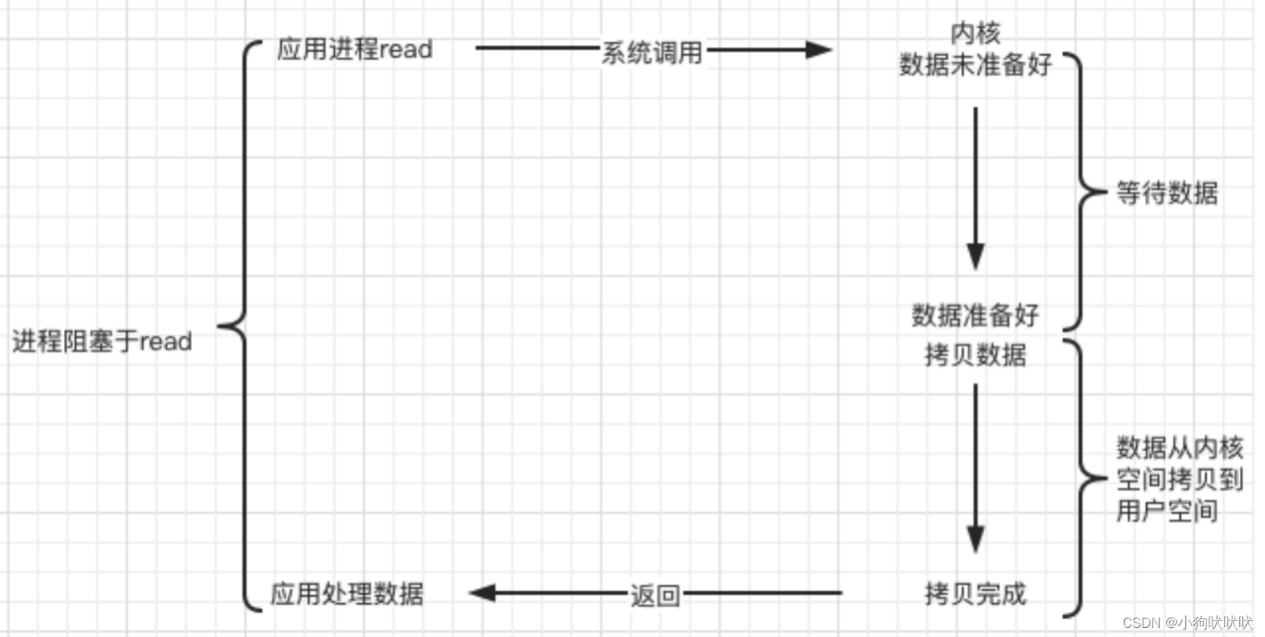 应用进程read
系统调用
内核
数据未准备好
等待数据
数据准备好
进程阻塞于read
拷贝数据
数据从内核
空间拷贝到
用户空间
应用处理数据
返回
拷贝完成
CSDN @小狗吠吠吠